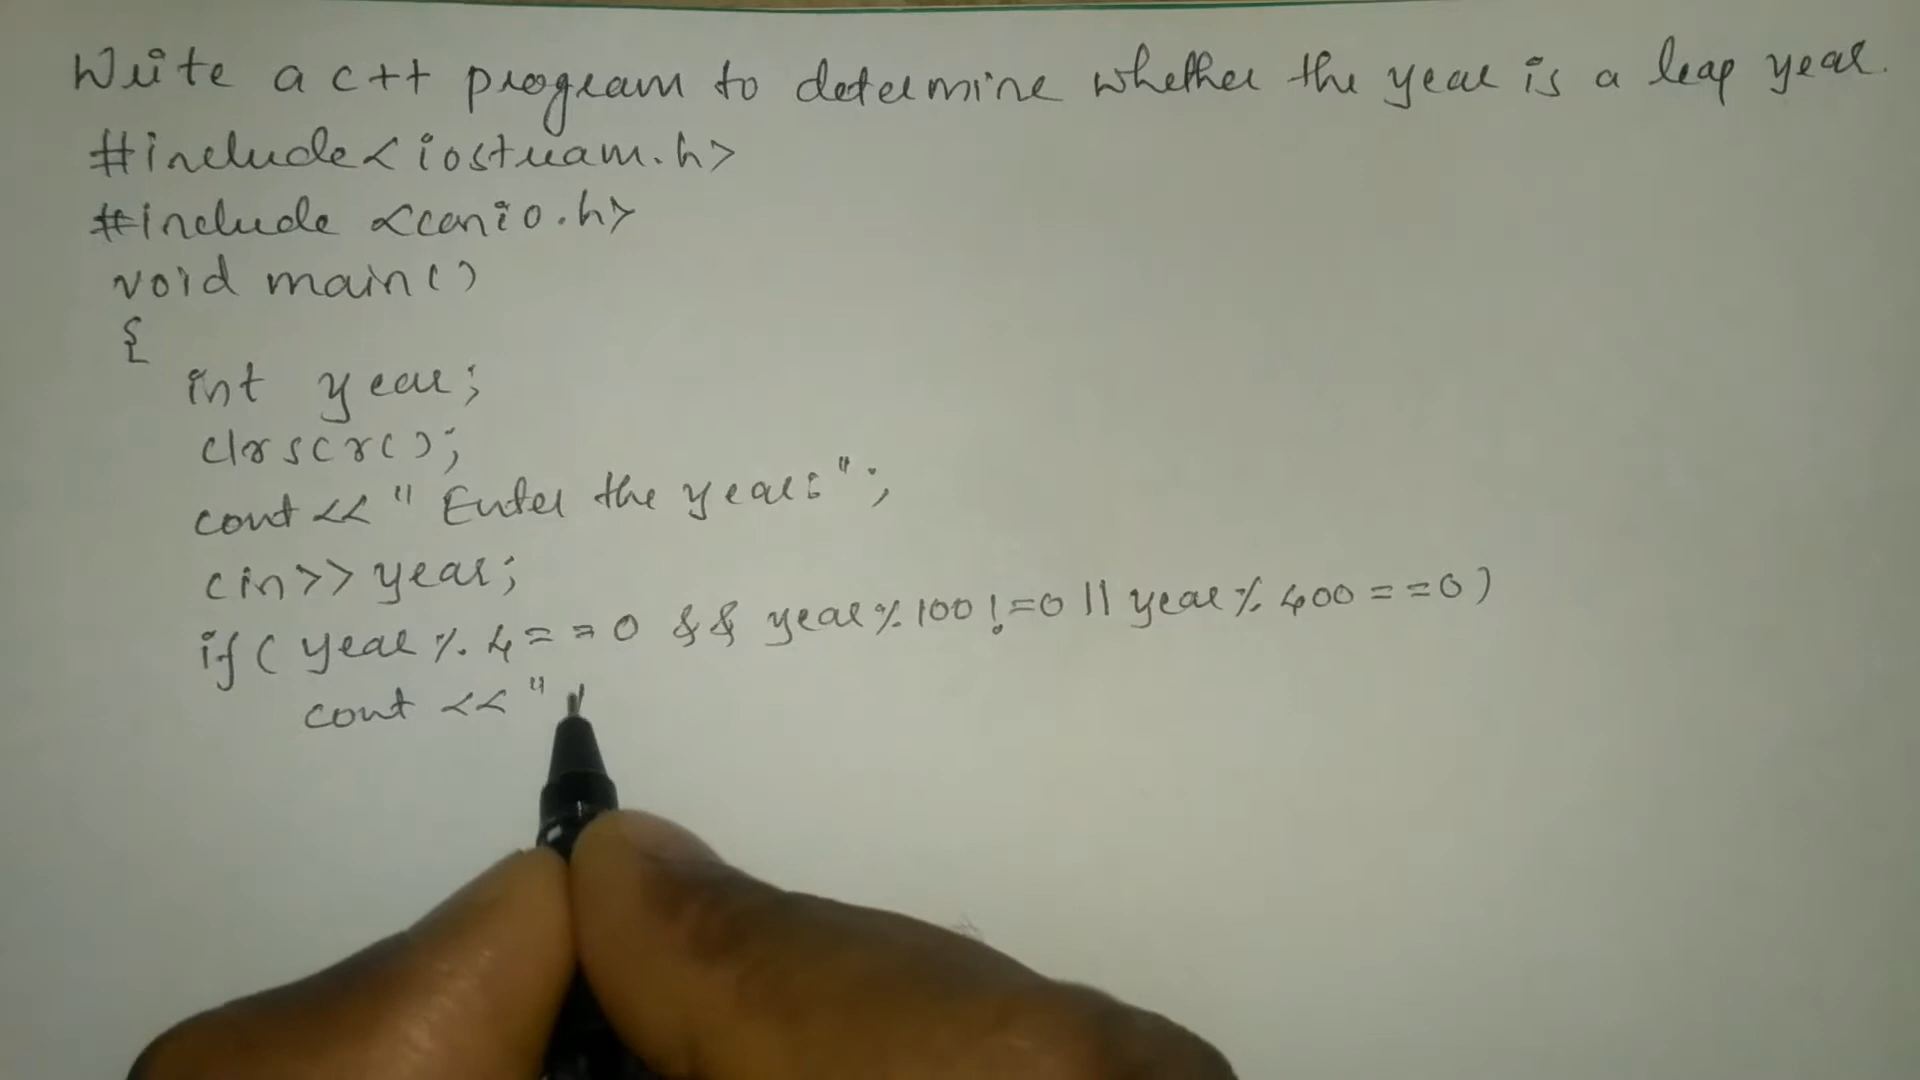 Write a c++ program to determine whether the year is a leap year.
#include<iostream.h>
#include <conio.h>
void main()
{
int year;
clrscr();
cout<<"Enter the year:";
cin>>year;
if(year%4==0 && year%100!=0 || year%400==0)
cout <<"